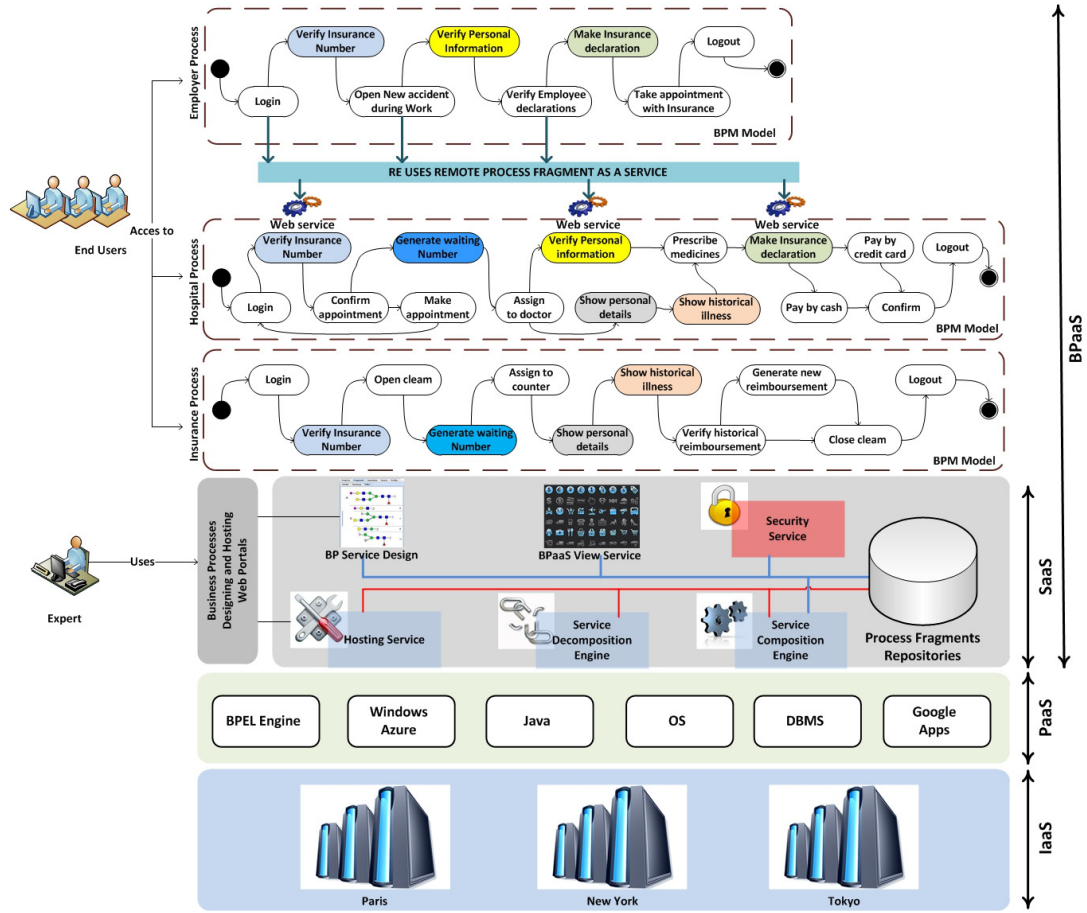 Employer Process
Verify Insurance
Number
Verify Personal
Information
Make Insurance
declaration
Logout
Login
Open New accident
during Work
Verify Employee
declarations
Take appointment
with Insurance
BPM Model
RE USES REMOTE PROCESS FRAGMENT AS A SERVICE
End Users
Acces to
Hospital Process
Web service
Web service
Web service
Verify Insurance
Number
Generate waiting
Number
Verify Personal
information
Prescribe
medicines
Make Insurance
declaration
Pay by
credit card
Logout
Login
Confirm
appointment
Make
appointment
Assign
to doctor
Show personal
details
Show historical
illness
Pay by cash
Confirm
BPM Model
Insurance Process
Login
Open cleam
Assign to
counter
Show historical
illness
Generate new
reimboursement
Logout
Verify Insurance
Number
Generate waiting
Number
Show personal
details
Verify historical
reimboursement
Close cleam
BPM Model
BPaaS
Expert
Uses
Business Processes
Designing and Hosting
Web Portals
BP Service Design
BPaaS View Service
Security
Service
Hosting Service
Service
Decomposition
Engine
Service
Composition
Engine
Process Fragments
Repositories
SaaS
BPEL Engine
Windows
Azure
Java
OS
DBMS
Google
Apps
PaaS
Paris
New York
Tokyo
IaaS